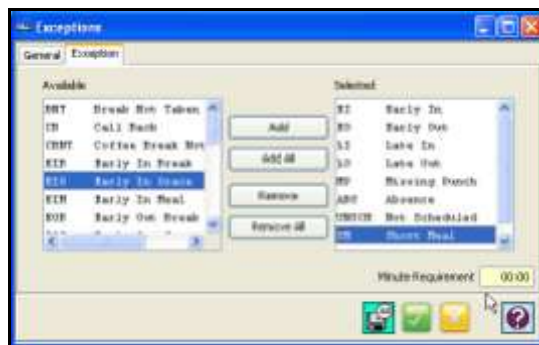 Exceptions
General Exception
Available
BNT Break Not Taken
CB Call Back
CBNT Coffee Break Not
EIB Early In Break
EIG Early In Grace
EIM Early In Meal
EOB Early Out Break
Add
Add All
Remove
Remove All
Selected
EI Early In
EO Early Out
LI Late In
LO Late Out
MP Missing Punch
ABS Absence
UNSCH Not Scheduled
SM Short Meal
Minute Requirement 00:00